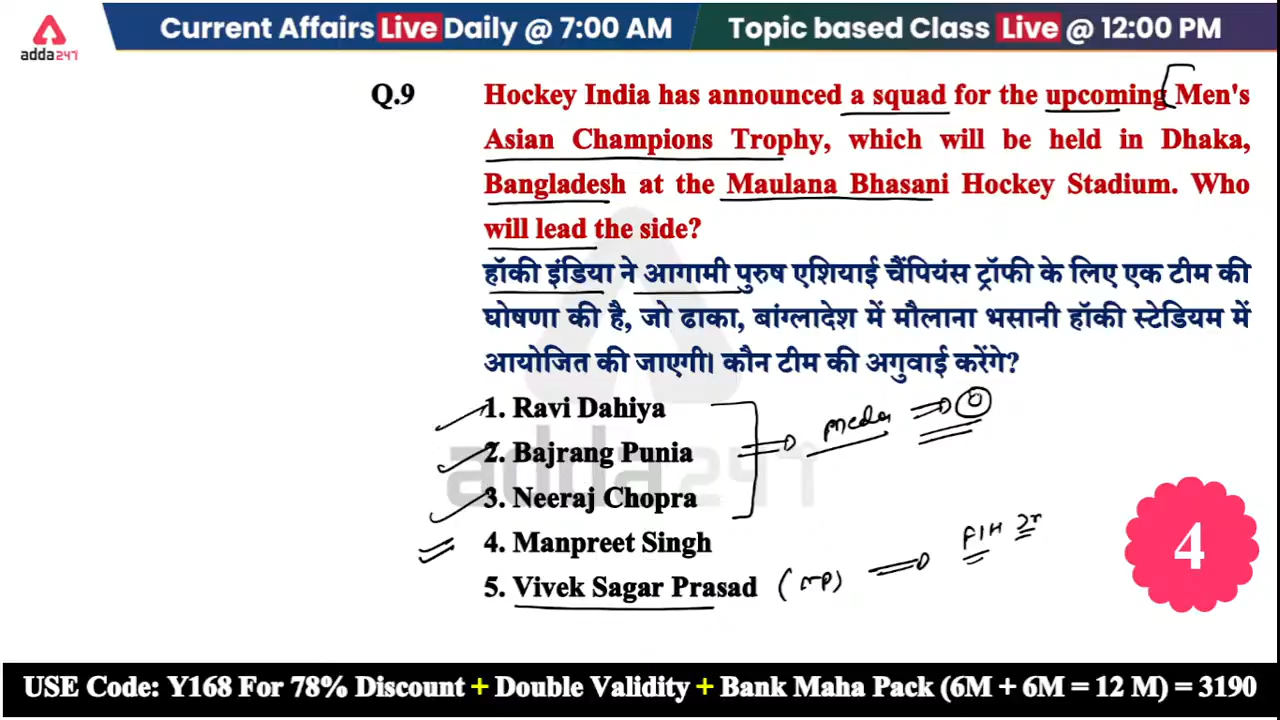 Current Affairs Live Daily @ 7:00 AM
Topic based Class Live @ 12:00 PM
adda247
Q.9
Hockey India has announced a squad for the upcoming Men's
Asian Champions Trophy, which will be held in Dhaka,
Bangladesh at the Maulana Bhasani Hockey Stadium. Who
will lead the side?
हॉकी इंडिया ने आगामी पुरुष एशियाई चैंपियंस ट्रॉफी के लिए एक टीम की
घोषणा की है, जो ढाका, बांग्लादेश में मौलाना भसानी हॉकी स्टेडियम में
आयोजित की जाएगी। कौन टीम की अगुवाई करेंगे?
1. Ravi Dahiya
2. Bajrang Punia
3. Neeraj Chopra
4. Manpreet Singh
5. Vivek Sagar Prasad (MP) FIH Jr
adda247
4
USE Code: Y168 For 78% Discount + Double Validity + Bank Maha Pack (6M + 6M = 12 M) = 3190